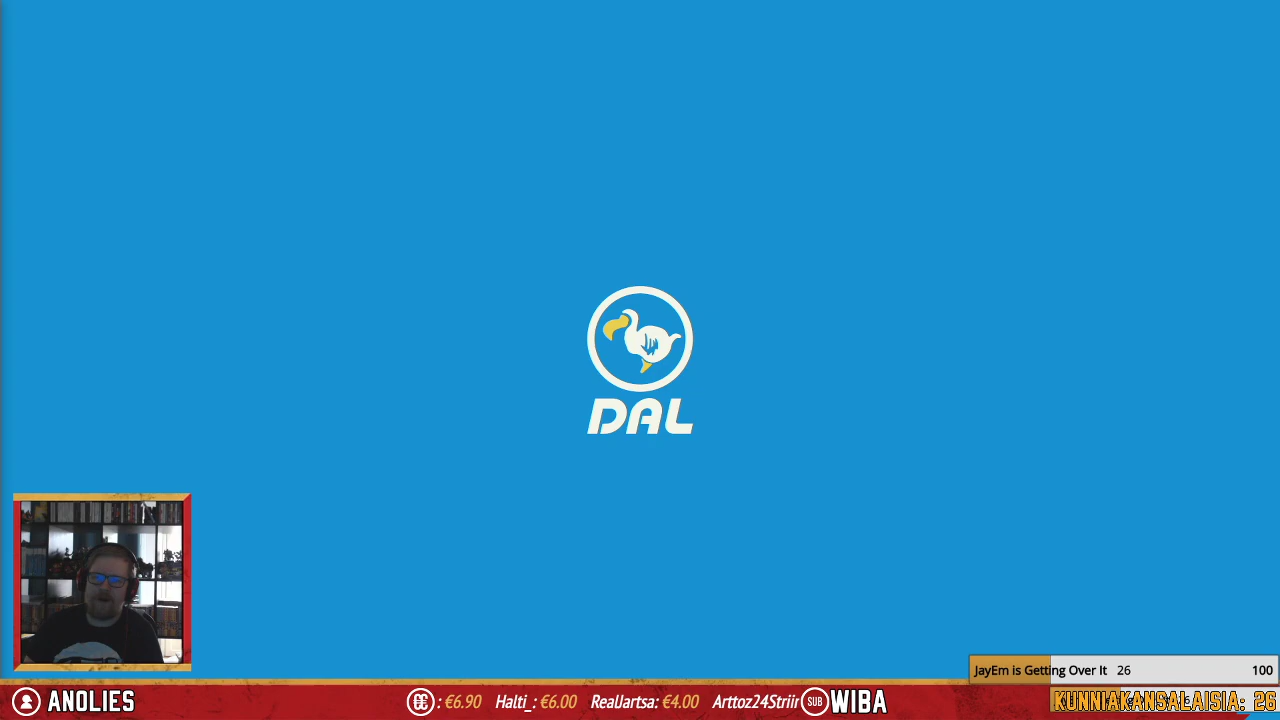 DAL
JayEm is Getting Over It 26 100
ANOLIES
: €6.90 Halti_: €6.00 Reallartsa: €4.00 Arttoz24Striir
SUB WIBA
KUNNIAKANSALAISIA: 26